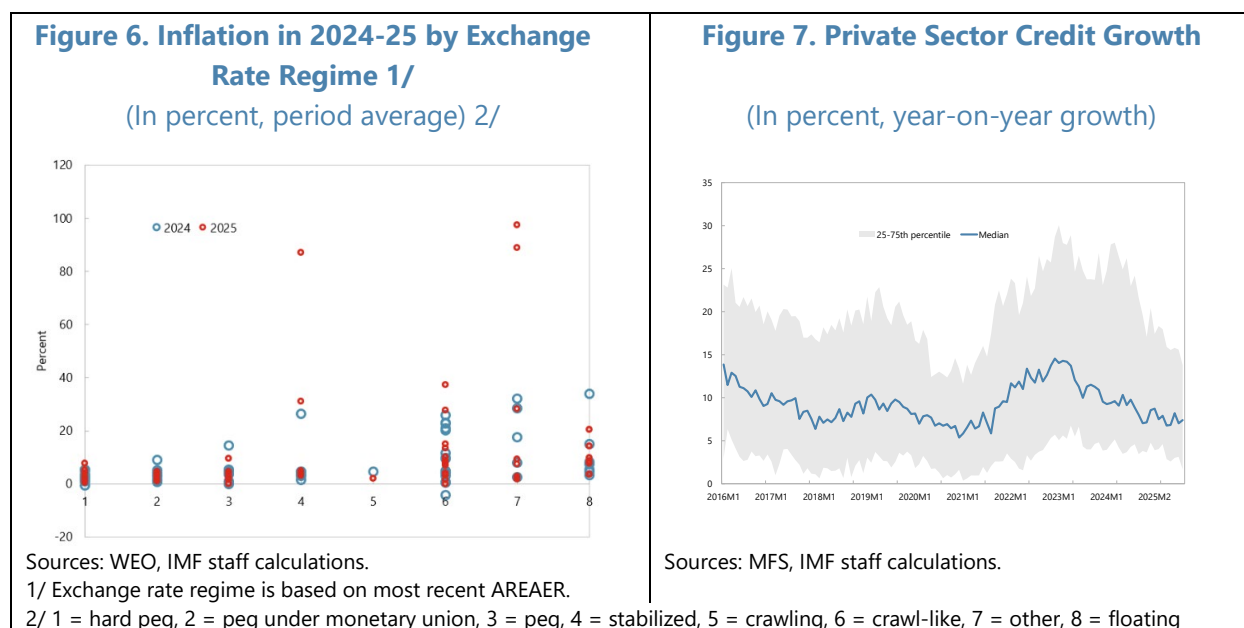 Figure 6. Inflation in 2024-25 by Exchange
Rate Regime 1/
(In percent, period average) 2/
120
100
80
60
40
20
0
-20
Percent
2024 2025
1 2 3 4 5 6 7 8
Sources: WEO, IMF staff calculations.
1/ Exchange rate regime is based on most recent AREAER.
2/ 1 = hard peg, 2 = peg under monetary union, 3 = peg, 4 = stabilized, 5 = crawling, 6 = crawl-like, 7 = other, 8 = floating
Figure 7. Private Sector Credit Growth
(In percent, year-on-year growth)
35
30
25
20
15
10
5
0
25-75th percentile Median
2016M1 2017M1 2018M1 2019M1 2020M1 2021M1 2022M1 2023M1 2024M1 2025M2
Sources: MFS, IMF staff calculations.